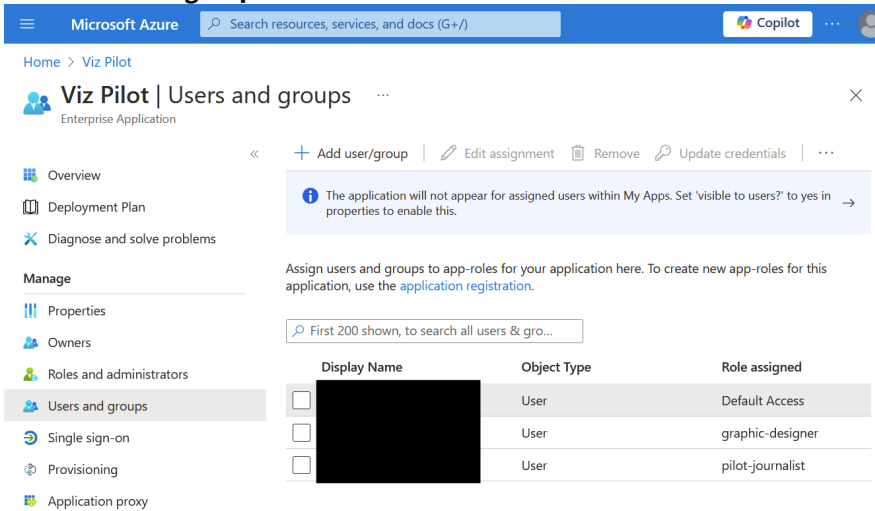 Microsoft Azure
Search resources, services, and docs (G+/)
Copilot
Home > Viz Pilot
Viz Pilot | Users and groups
Enterprise Application
Add user/group
Edit assignment
Remove
Update credentials
Overview
Deployment Plan
Diagnose and solve problems
Manage
Properties
Owners
Roles and administrators
Users and groups
Single sign-on
Provisioning
Application proxy
The application will not appear for assigned users within My Apps. Set 'visible to users?' to yes in
properties to enable this.
Assign users and groups to app-roles for your application here. To create new app-roles for this
application, use the application registration.
First 200 shown, to search all users & gro...
Display Name Object Type Role assigned
User Default Access
User graphic-designer
User pilot-journalist